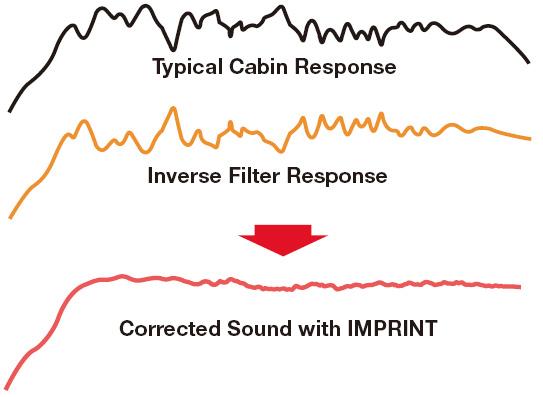 Typical Cabin Response
Inverse Filter Response
Corrected Sound with IMPRINT